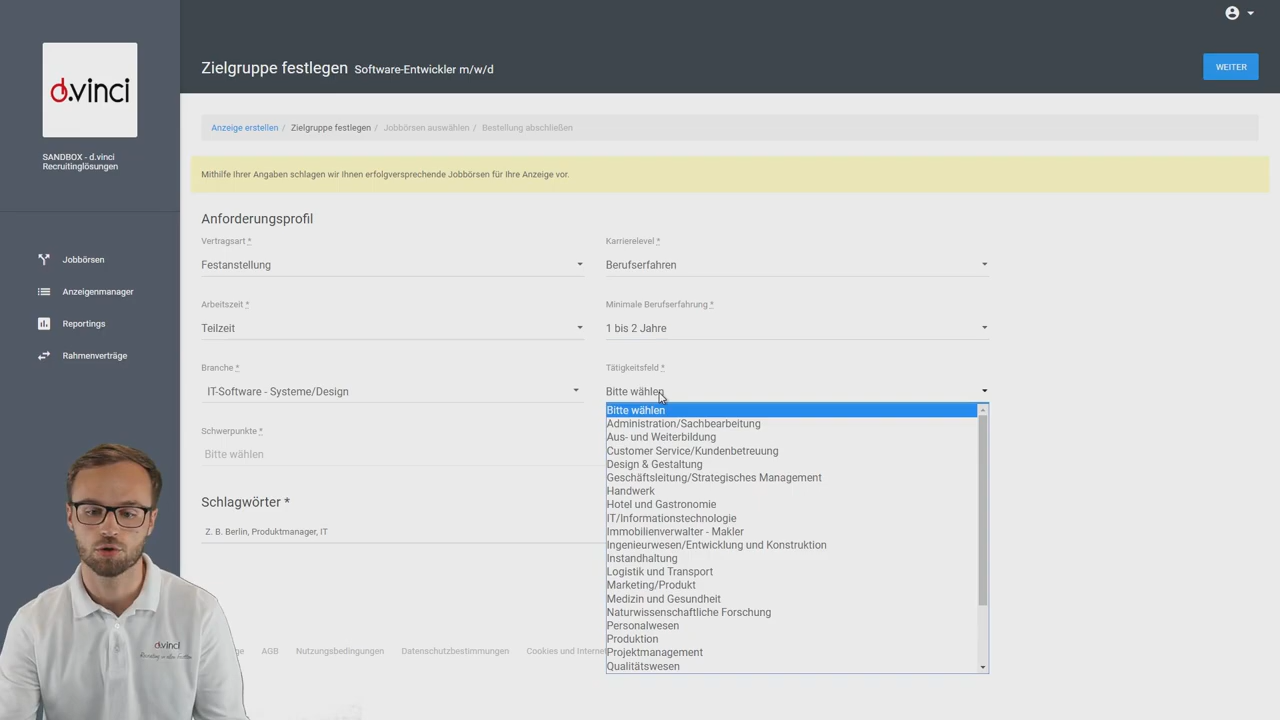 d.vinci
SANDBOX - d.vinci
Recruitinglösungen
Jobbörsen
Anzeigenmanager
Reportings
Rahmenverträge
Zielgruppe festlegen Software-Entwickler m/w/d
WEITER
Anzeige erstellen / Zielgruppe festlegen / Jobbörsen auswählen / Bestellung abschließen
Mithilfe Ihrer Angaben schlagen wir Ihnen erfolgversprechende Jobbörsen für Ihre Anzeige vor.
Anforderungsprofil
Vertragsart *
Festanstellung
Karrierelevel *
Berufserfahren
Arbeitszeit *
Teilzeit
Minimale Berufserfahrung *
1 bis 2 Jahre
Branche *
IT-Software - Systeme/Design
Tätigkeitsfeld *
Bitte wählen
Bitte wählen
Administration/Sachbearbeitung
Aus- und Weiterbildung
Customer Service/Kundenbetreuung
Design & Gestaltung
Geschäftsleitung/Strategisches Management
Handwerk
Hotel und Gastronomie
IT/Informationstechnologie
Immobilienverwalter - Makler
Ingenieurwesen/Entwicklung und Konstruktion
Instandhaltung
Logistik und Transport
Marketing/Produkt
Medizin und Gesundheit
Naturwissenschaftliche Forschung
Personalwesen
Produktion
Projektmanagement
Qualitätswesen
Schwerpunkte *
Bitte wählen
Schlagwörter *
Z. B. Berlin, Produktmanager, IT
AGB Nutzungsbedingungen Datenschutzbestimmungen Cookies und Internet
d.vinci